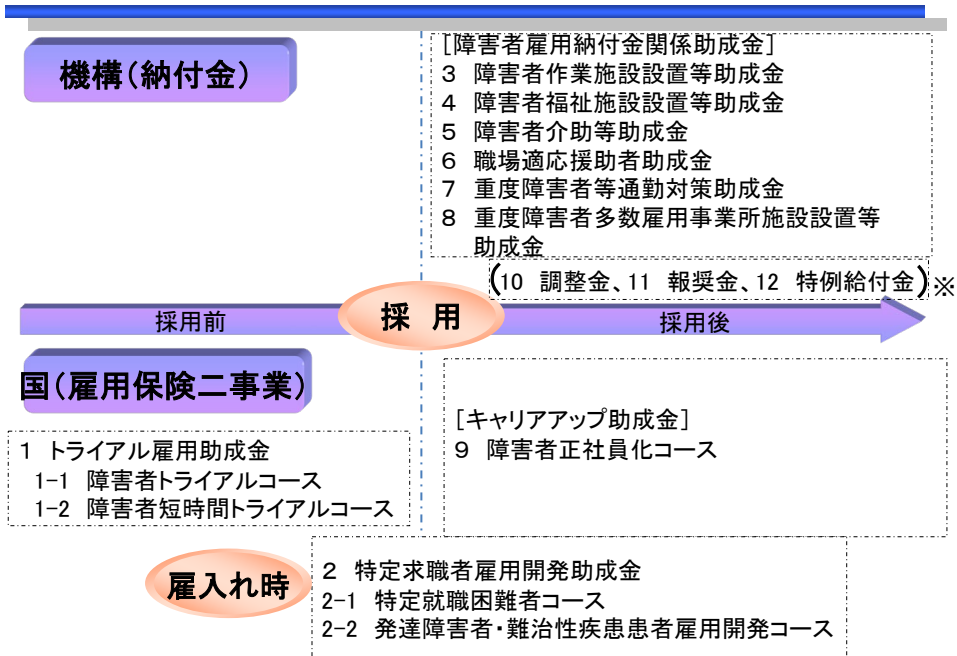 機構(納付金)
[障害者雇用納付金関係助成金]
3 障害者作業施設設置等助成金
4 障害者福祉施設設置等助成金
5 障害者介助等助成金
6 職場適応援助者助成金
7 重度障害者等通勤対策助成金
8 重度障害者多数雇用事業所施設設置等
助成金
(10 調整金、11 報奨金、12 特例給付金)※
採用前
採 用
採用後
国(雇用保険二事業)
1 トライアル雇用助成金
1-1 障害者トライアルコース
1-2 障害者短時間トライアルコース
[キャリアアップ助成金]
9 障害者正社員化コース
雇入れ時
2 特定求職者雇用開発助成金
2-1 特定就職困難者コース
2-2 発達障害者・難治性疾患患者雇用開発コース